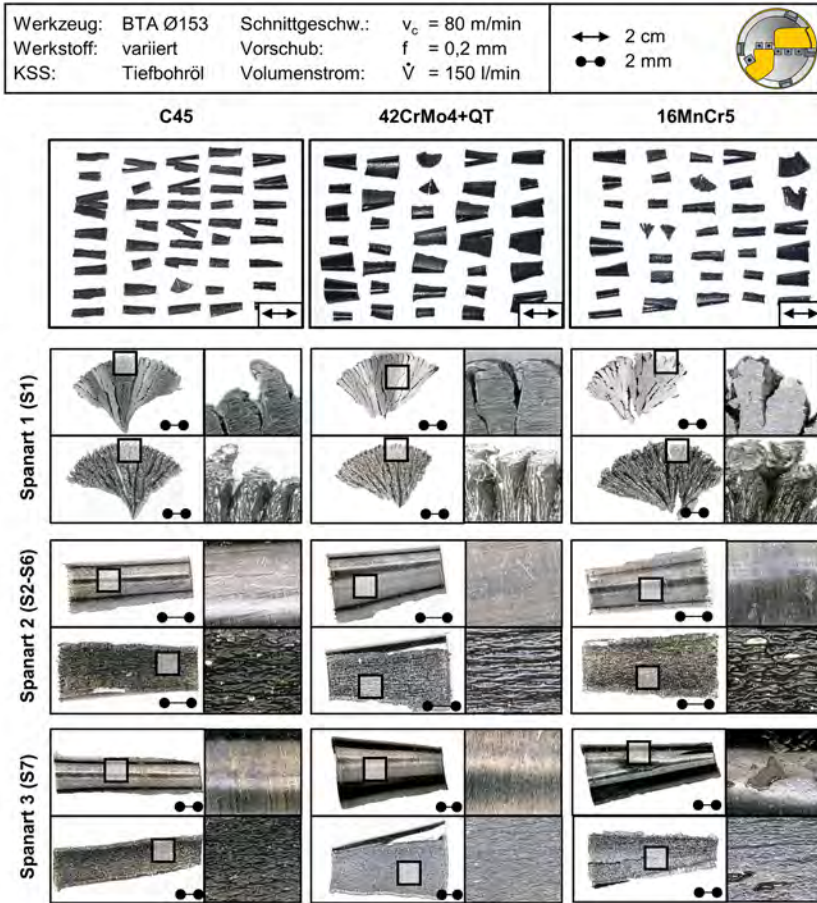 Werkzeug: BTA Ø153 Schnittgeschw.: v_c = 80 m/min
Werkstoff: variiert Vorschub: f = 0,2 mm
KSS: Tiefbohröl Volumenstrom: V̇ = 150 l/min
2 cm
2 mm
C45 42CrMo4+QT 16MnCr5
Spanart 1 (S1)
Spanart 2 (S2-S6)
Spanart 3 (S7)